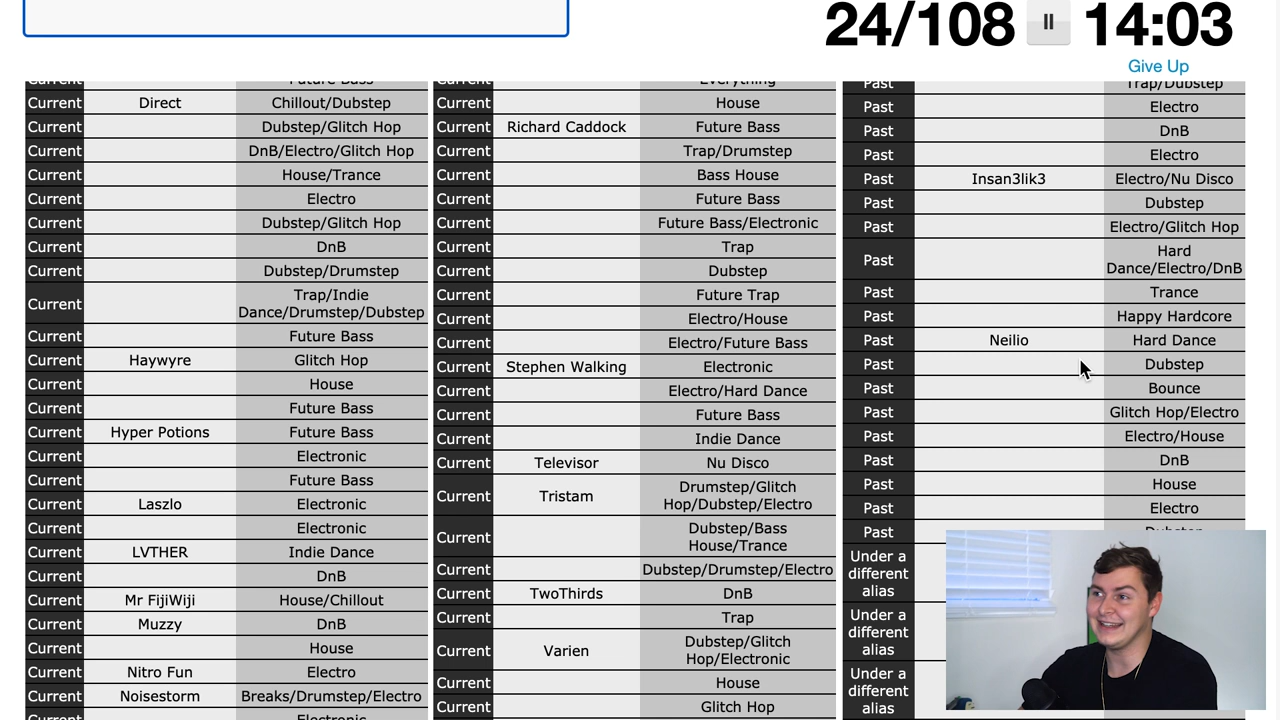 24/108
14:03
Give Up
Current Future Bass
Current Direct Chillout/Dubstep
Current Dubstep/Glitch Hop
Current DnB/Electro/Glitch Hop
Current House/Trance
Current Electro
Current Dubstep/Glitch Hop
Current DnB
Current Dubstep/Drumstep
Current Trap/Indie
Dance/Drumstep/Dubstep
Current Future Bass
Current Haywyre Glitch Hop
Current House
Current Future Bass
Current Hyper Potions Future Bass
Current Electronic
Current Future Bass
Current Laszlo Electronic
Current Electronic
Current LVTHER Indie Dance
Current DnB
Current Mr FijiWiji House/Chillout
Current Muzzy DnB
Current House
Current Nitro Fun Electro
Current Noisestorm Breaks/Drumstep/Electro
Current Electronic
Current Everything
Current House
Current Richard Caddock Future Bass
Current Trap/Drumstep
Current Bass House
Current Future Bass
Current Future Bass/Electronic
Current Trap
Current Dubstep
Current Future Trap
Current Electro/House
Current Electro/Future Bass
Current Stephen Walking Electronic
Current Electro/Hard Dance
Current Future Bass
Current Indie Dance
Current Televisor Nu Disco
Current Tristam Drumstep/Glitch
Hop/Dubstep/Electro
Current Dubstep/Bass
House/Trance
Current Dubstep/Drumstep/Electro
Current TwoThirds DnB
Current Trap
Current Varien Dubstep/Glitch
Hop/Electronic
Current House
Current Glitch Hop
Past Trap/Dubstep
Past Electro
Past DnB
Past Electro
Past Insan3lik3 Electro/Nu Disco
Past Dubstep
Past Electro/Glitch Hop
Past Hard
Dance/Electro/DnB
Past Trance
Past Happy Hardcore
Past Neilio Hard Dance
Past Dubstep
Past Bounce
Past Glitch Hop/Electro
Past Electro/House
Past DnB
Past House
Past Electro
Past Dubstep
Under a
different
alias
Under a
different
alias
Under a
different
alias